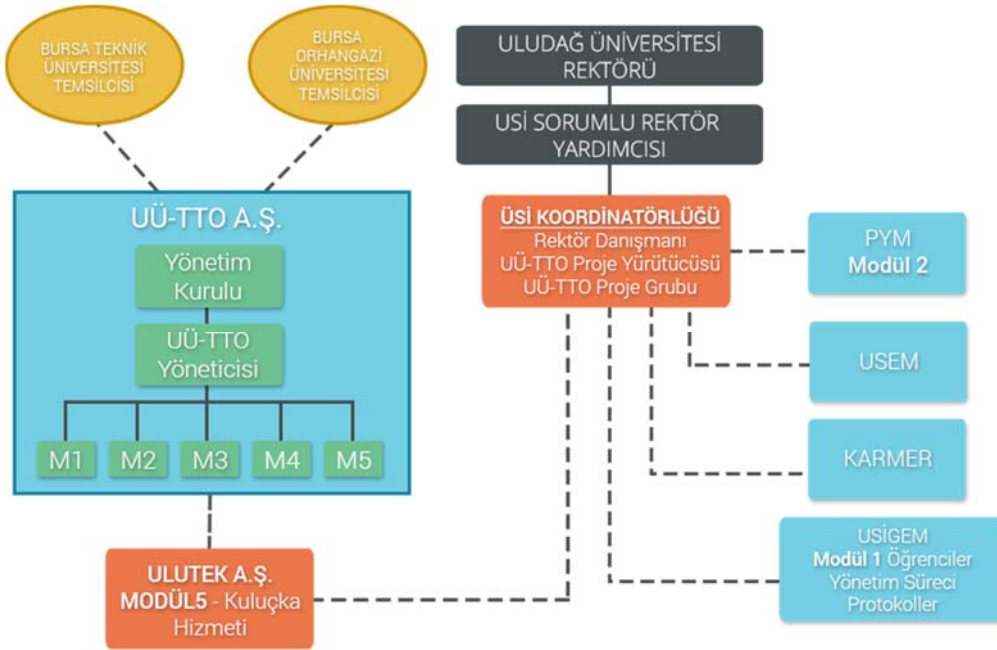 BURSA TEKNİK
ÜNİVERSİTESİ
TEMSİLCİSİ
BURSA
ORHANGAZİ
ÜNİVERSİTESİ
TEMSİLCİSİ
ULUDAĞ ÜNİVERSİTESİ
REKTÖRÜ
USI SORUMLU REKTÖR
YARDIMCISI
UÜ-TTO A.Ş.
Yönetim
Kurulu
UÜ-TTO
Yöneticisi
M1
M2
M3
M4
M5
ÜSİ KOORDİNATÖRLÜĞÜ
Rektör Danışmanı
UÜ-TTO Proje Yürütücüsü
UÜ-TTO Proje Grubu
PYM
Modül 2
USEM
KARMER
USİGEM
Modül 1 Öğrenciler
Yönetim Süreci
Protokoller
ULUTEK A.Ş.
MODÜL5 - Kuluçka
Hizmeti